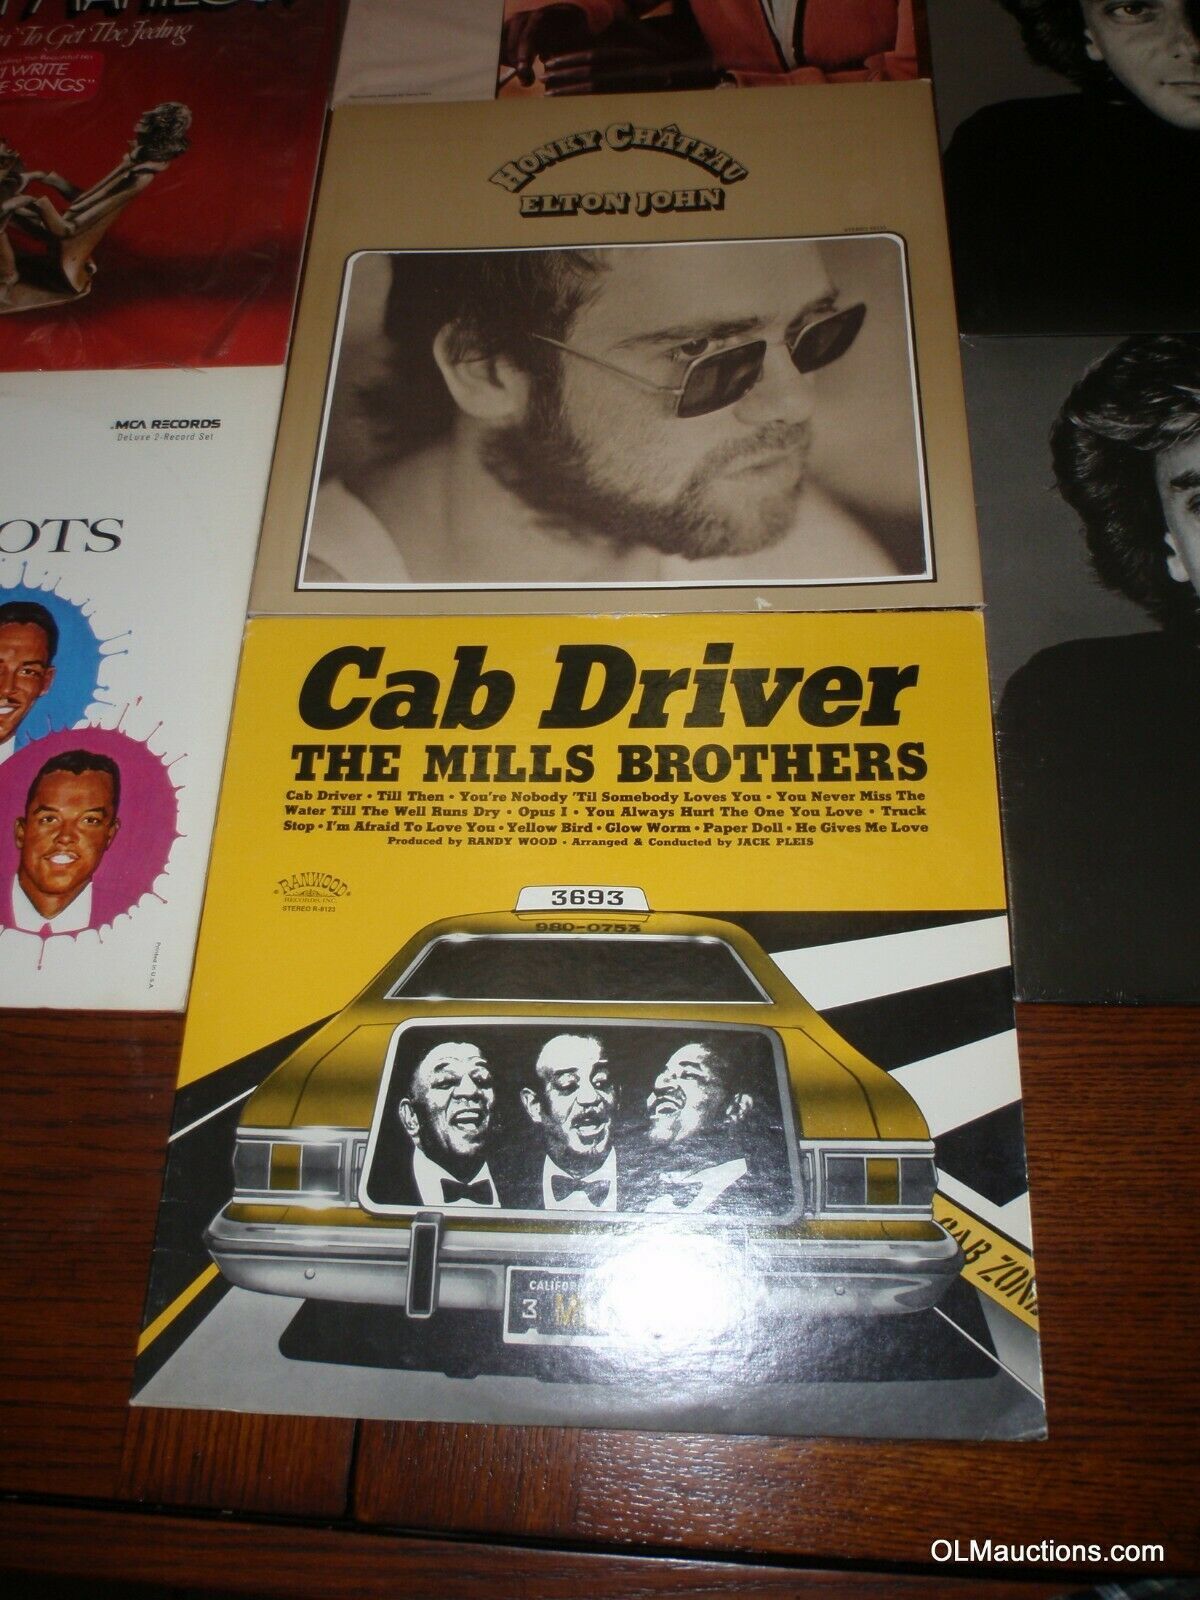 To Get The Feeling
WRITE
SONGS"
HONKY CHÂTEAU
ELTON JOHN
MCA RECORDS
DeLuxe 2-Record Set
OTS
Printed in U.S.A.
Cab Driver
THE MILLS BROTHERS
Cab Driver • Till Then • You're Nobody 'Til Somebody Loves You • You Never Miss The
Water Till The Well Runs Dry • Opus I • You Always Hurt The One You Love • Truck
Stop • I'm Afraid To Love You • Yellow Bird • Glow Worm • Paper Doll • He Gives Me Love
Produced by RANDY WOOD • Arranged & Conducted by JACK PLEIS
RANWOOD
RECORDS, INC.
STEREO R-8123
3693
980-0753
CAB ZON
CALIFOR
3 M
OLMauctions.com